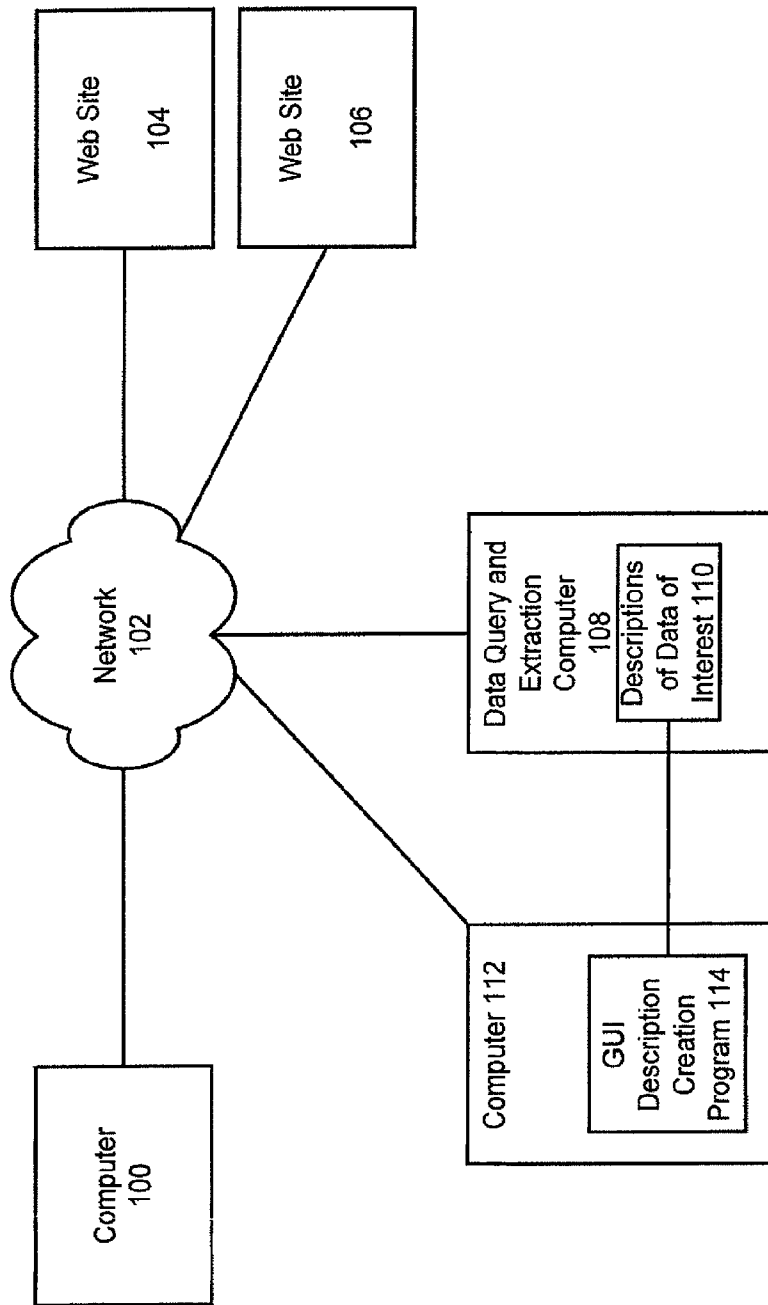 Computer
100
Network
102
Web Site
104
Web Site
106
Computer 112
GUI
Description
Creation
Program 114
Data Query and
Extraction
Computer
108
Descriptions
of Data of
Interest 110